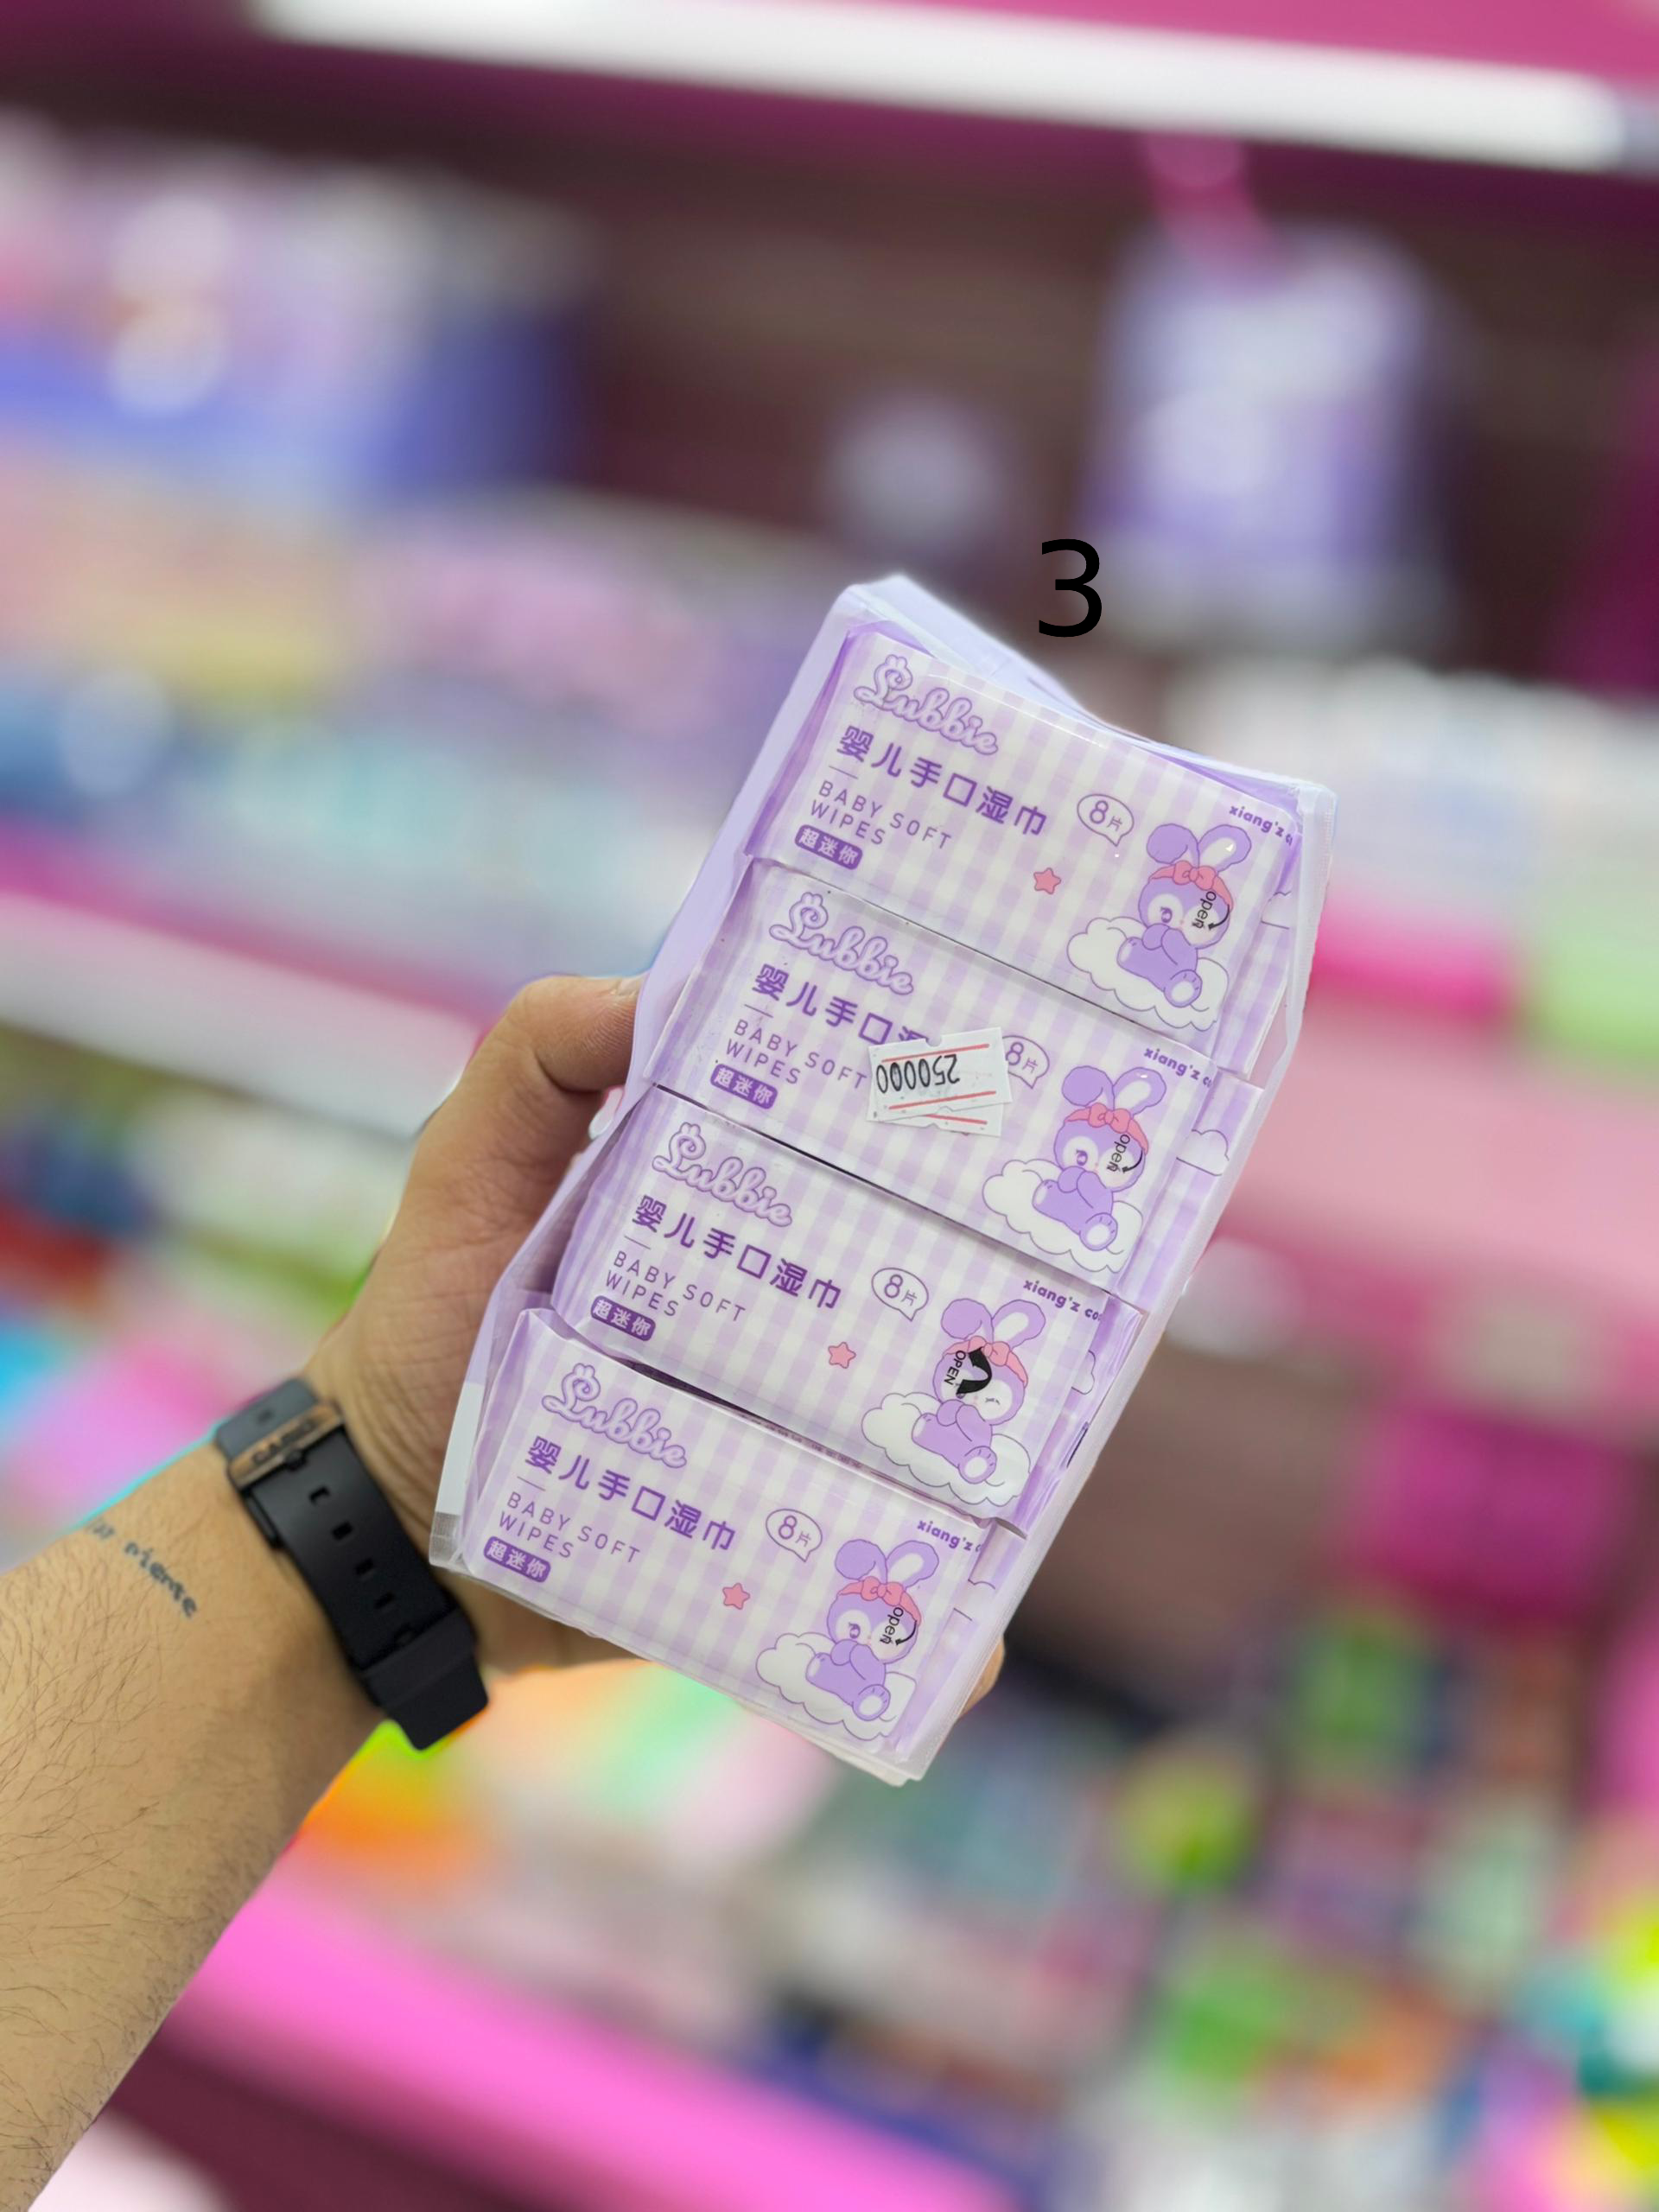 3
Lubbie
婴儿手口湿巾
BABY SOFT
WIPES
超迷你
8片
xiang'z
open
Lubbie
婴儿手口
BABY SOFT
WIPES
超迷你
250000
8片
xiang'z
open
Lubbie
婴儿手口湿巾
BABY SOFT
WIPES
超迷你
8片
xiang'z
OPEN
Lubbie
婴儿手口湿巾
BABY SOFT
WIPES
超迷你
8片
xiang'z
open
CASIO
niente